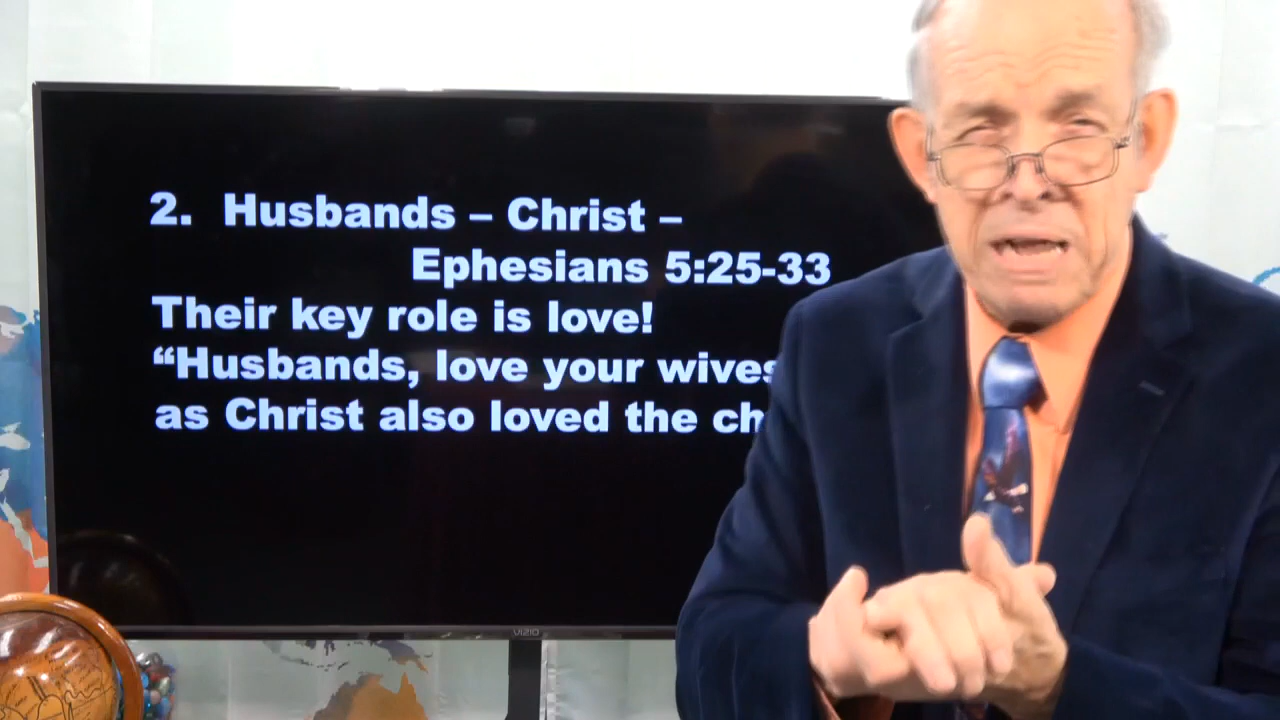 2. Husbands – Christ –
Ephesians 5:25-33
Their key role is love!
“Husbands, love your wives
as Christ also loved the
VIZIO